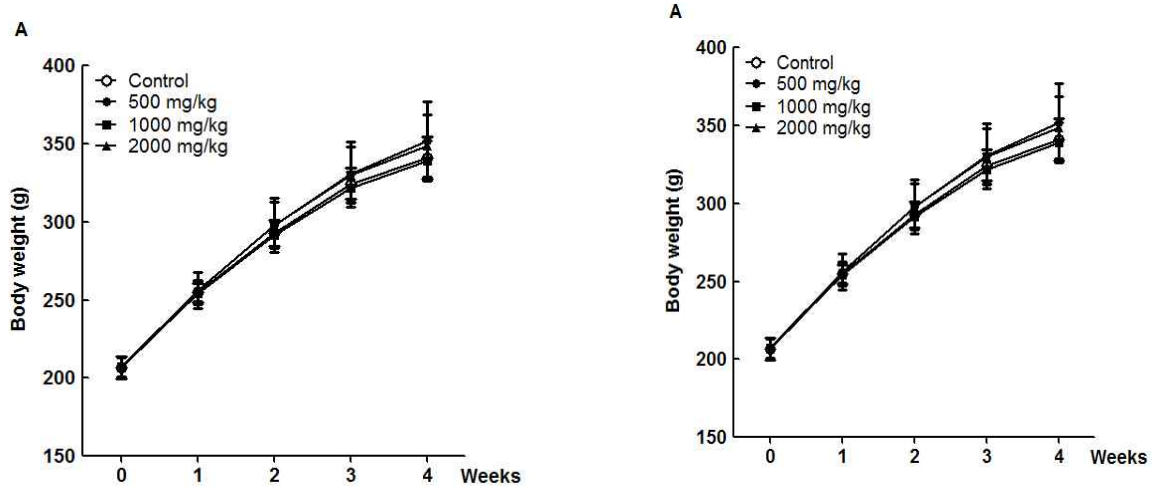 A
400
350
300
250
200
150
Body weight (g)
Control
500 mg/kg
1000 mg/kg
2000 mg/kg
0 1 2 3 4 Weeks
A
400
350
300
250
200
150
Body weight (g)
Control
500 mg/kg
1000 mg/kg
2000 mg/kg
0 1 2 3 4 Weeks